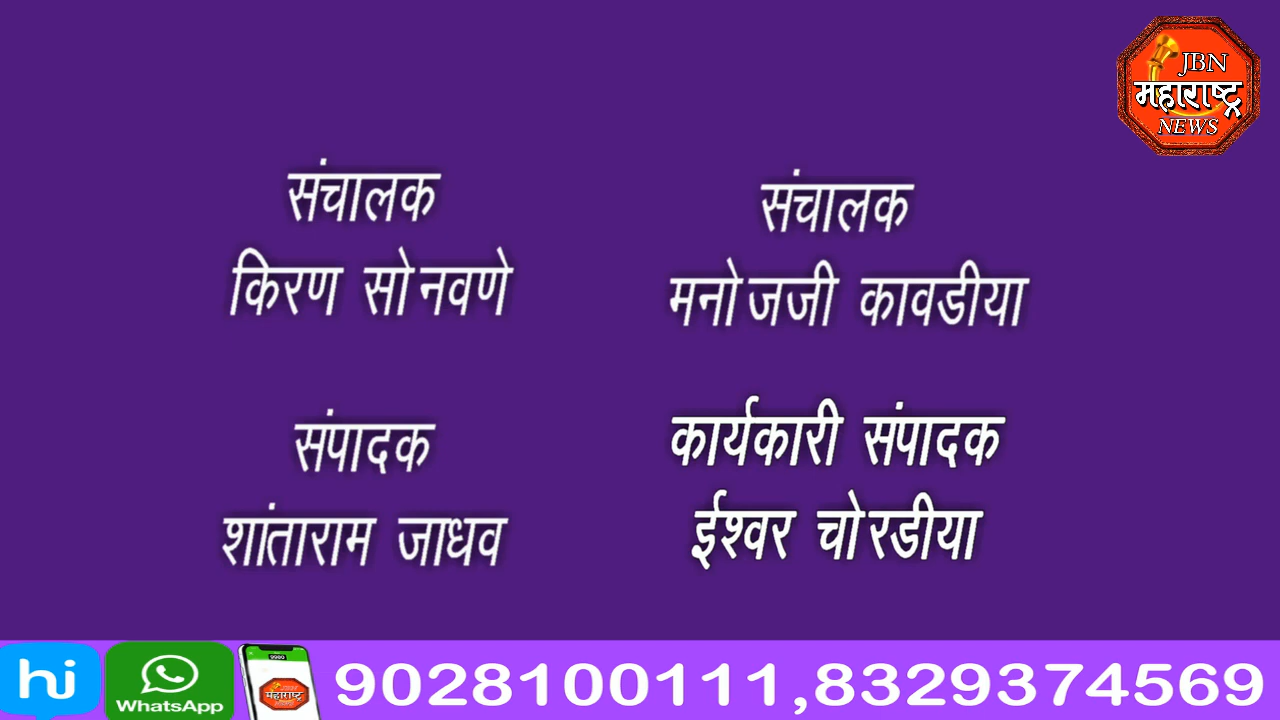 JBN
महाराष्ट्र
NEWS
संचालक
किरण सोनवणे
संचालक
मनोजजी कावडीया
संपादक
शांताराम जाधव
कार्यकारी संपादक
ईश्वर चोरडीया
hi
WhatsApp
महाराष्ट्र
9028100111,8329374569